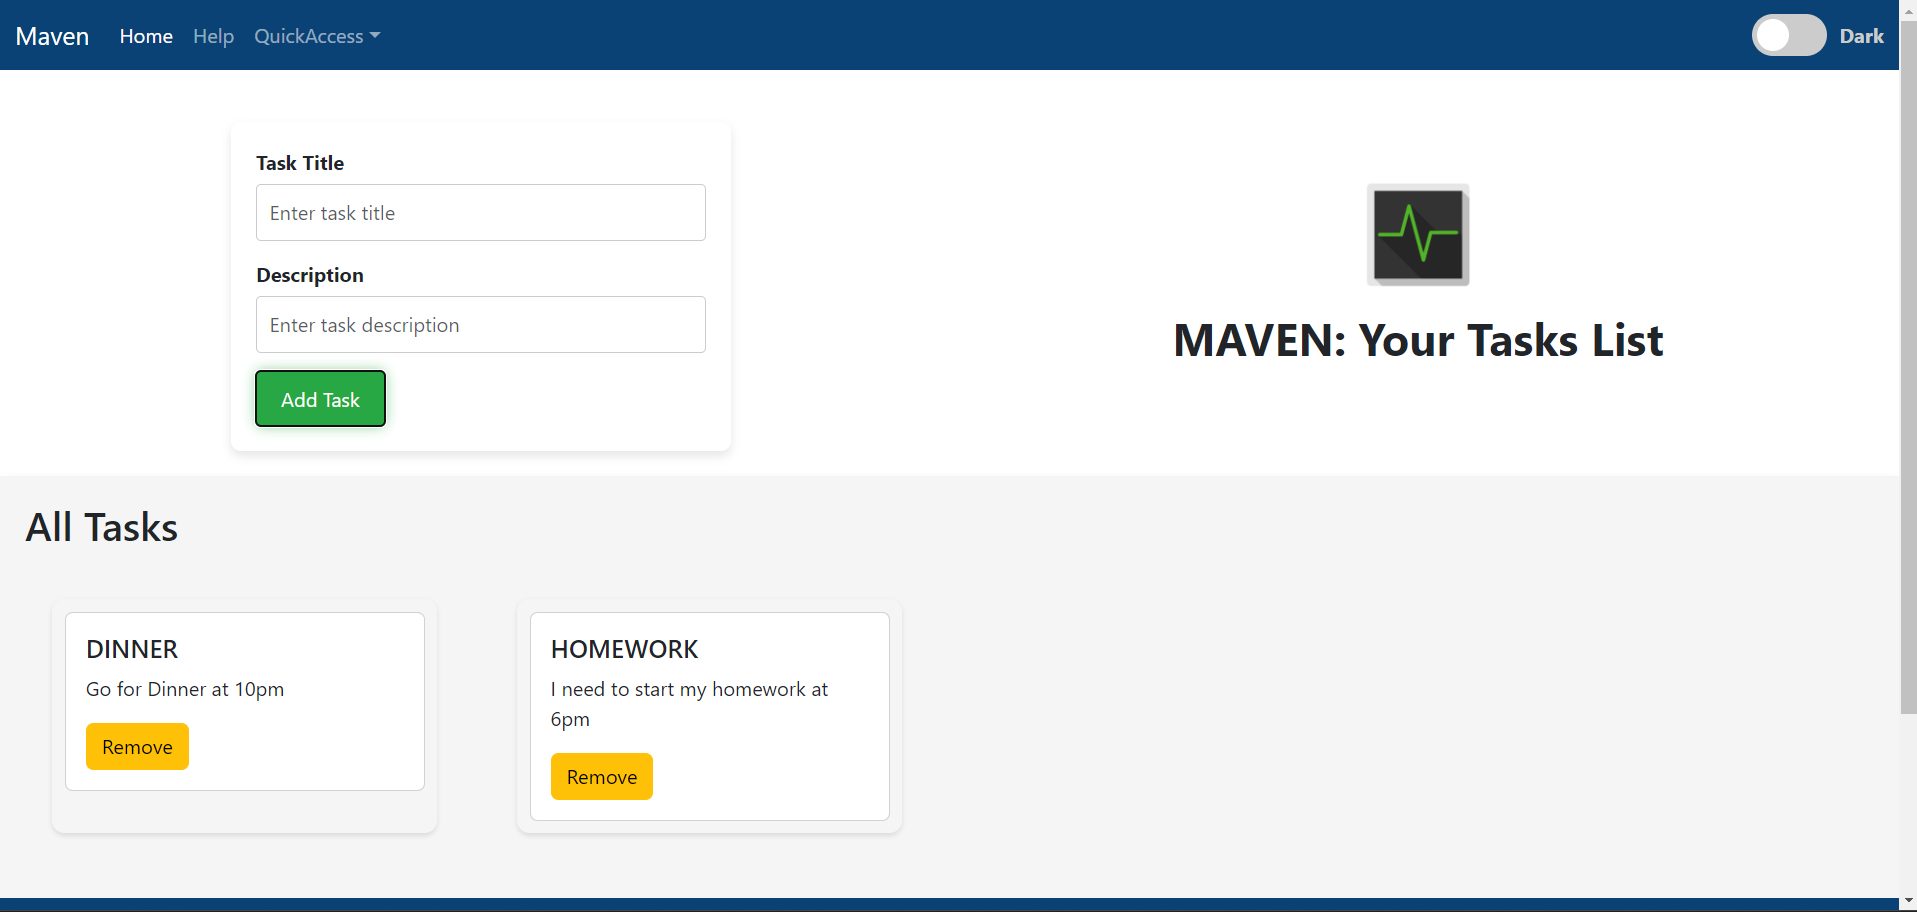 Maven Home Help QuickAccess Dark
Task Title
Enter task title
Description
Enter task description
Add Task
MAVEN: Your Tasks List
All Tasks
DINNER
Go for Dinner at 10pm
Remove
HOMEWORK
I need to start my homework at
6pm
Remove